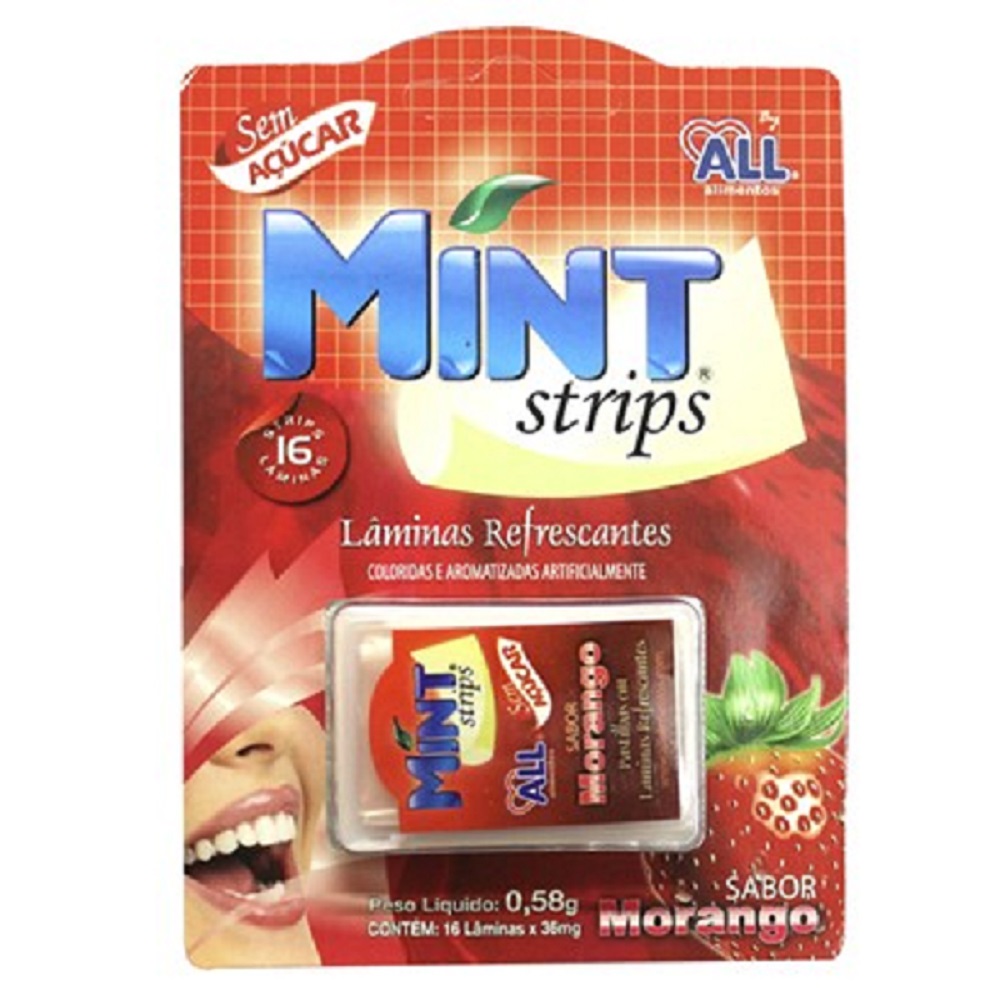 Sem
AÇÚCAR
By
ALL®
alimentos
MINT®
strips
STRIPS
16
LÂMINAS
Lâminas Refrescantes
COLORIDAS E AROMATIZADAS ARTIFICIALMENTE
MINT®
strips
Sem
AÇÚCAR
ALL®
SABOR
Morango
Pastilhas em
Lâminas Refrescantes
Peso Líquido: 0,58g
CONTÉM: 16 Lâminas x 36mg
SABOR
Morango